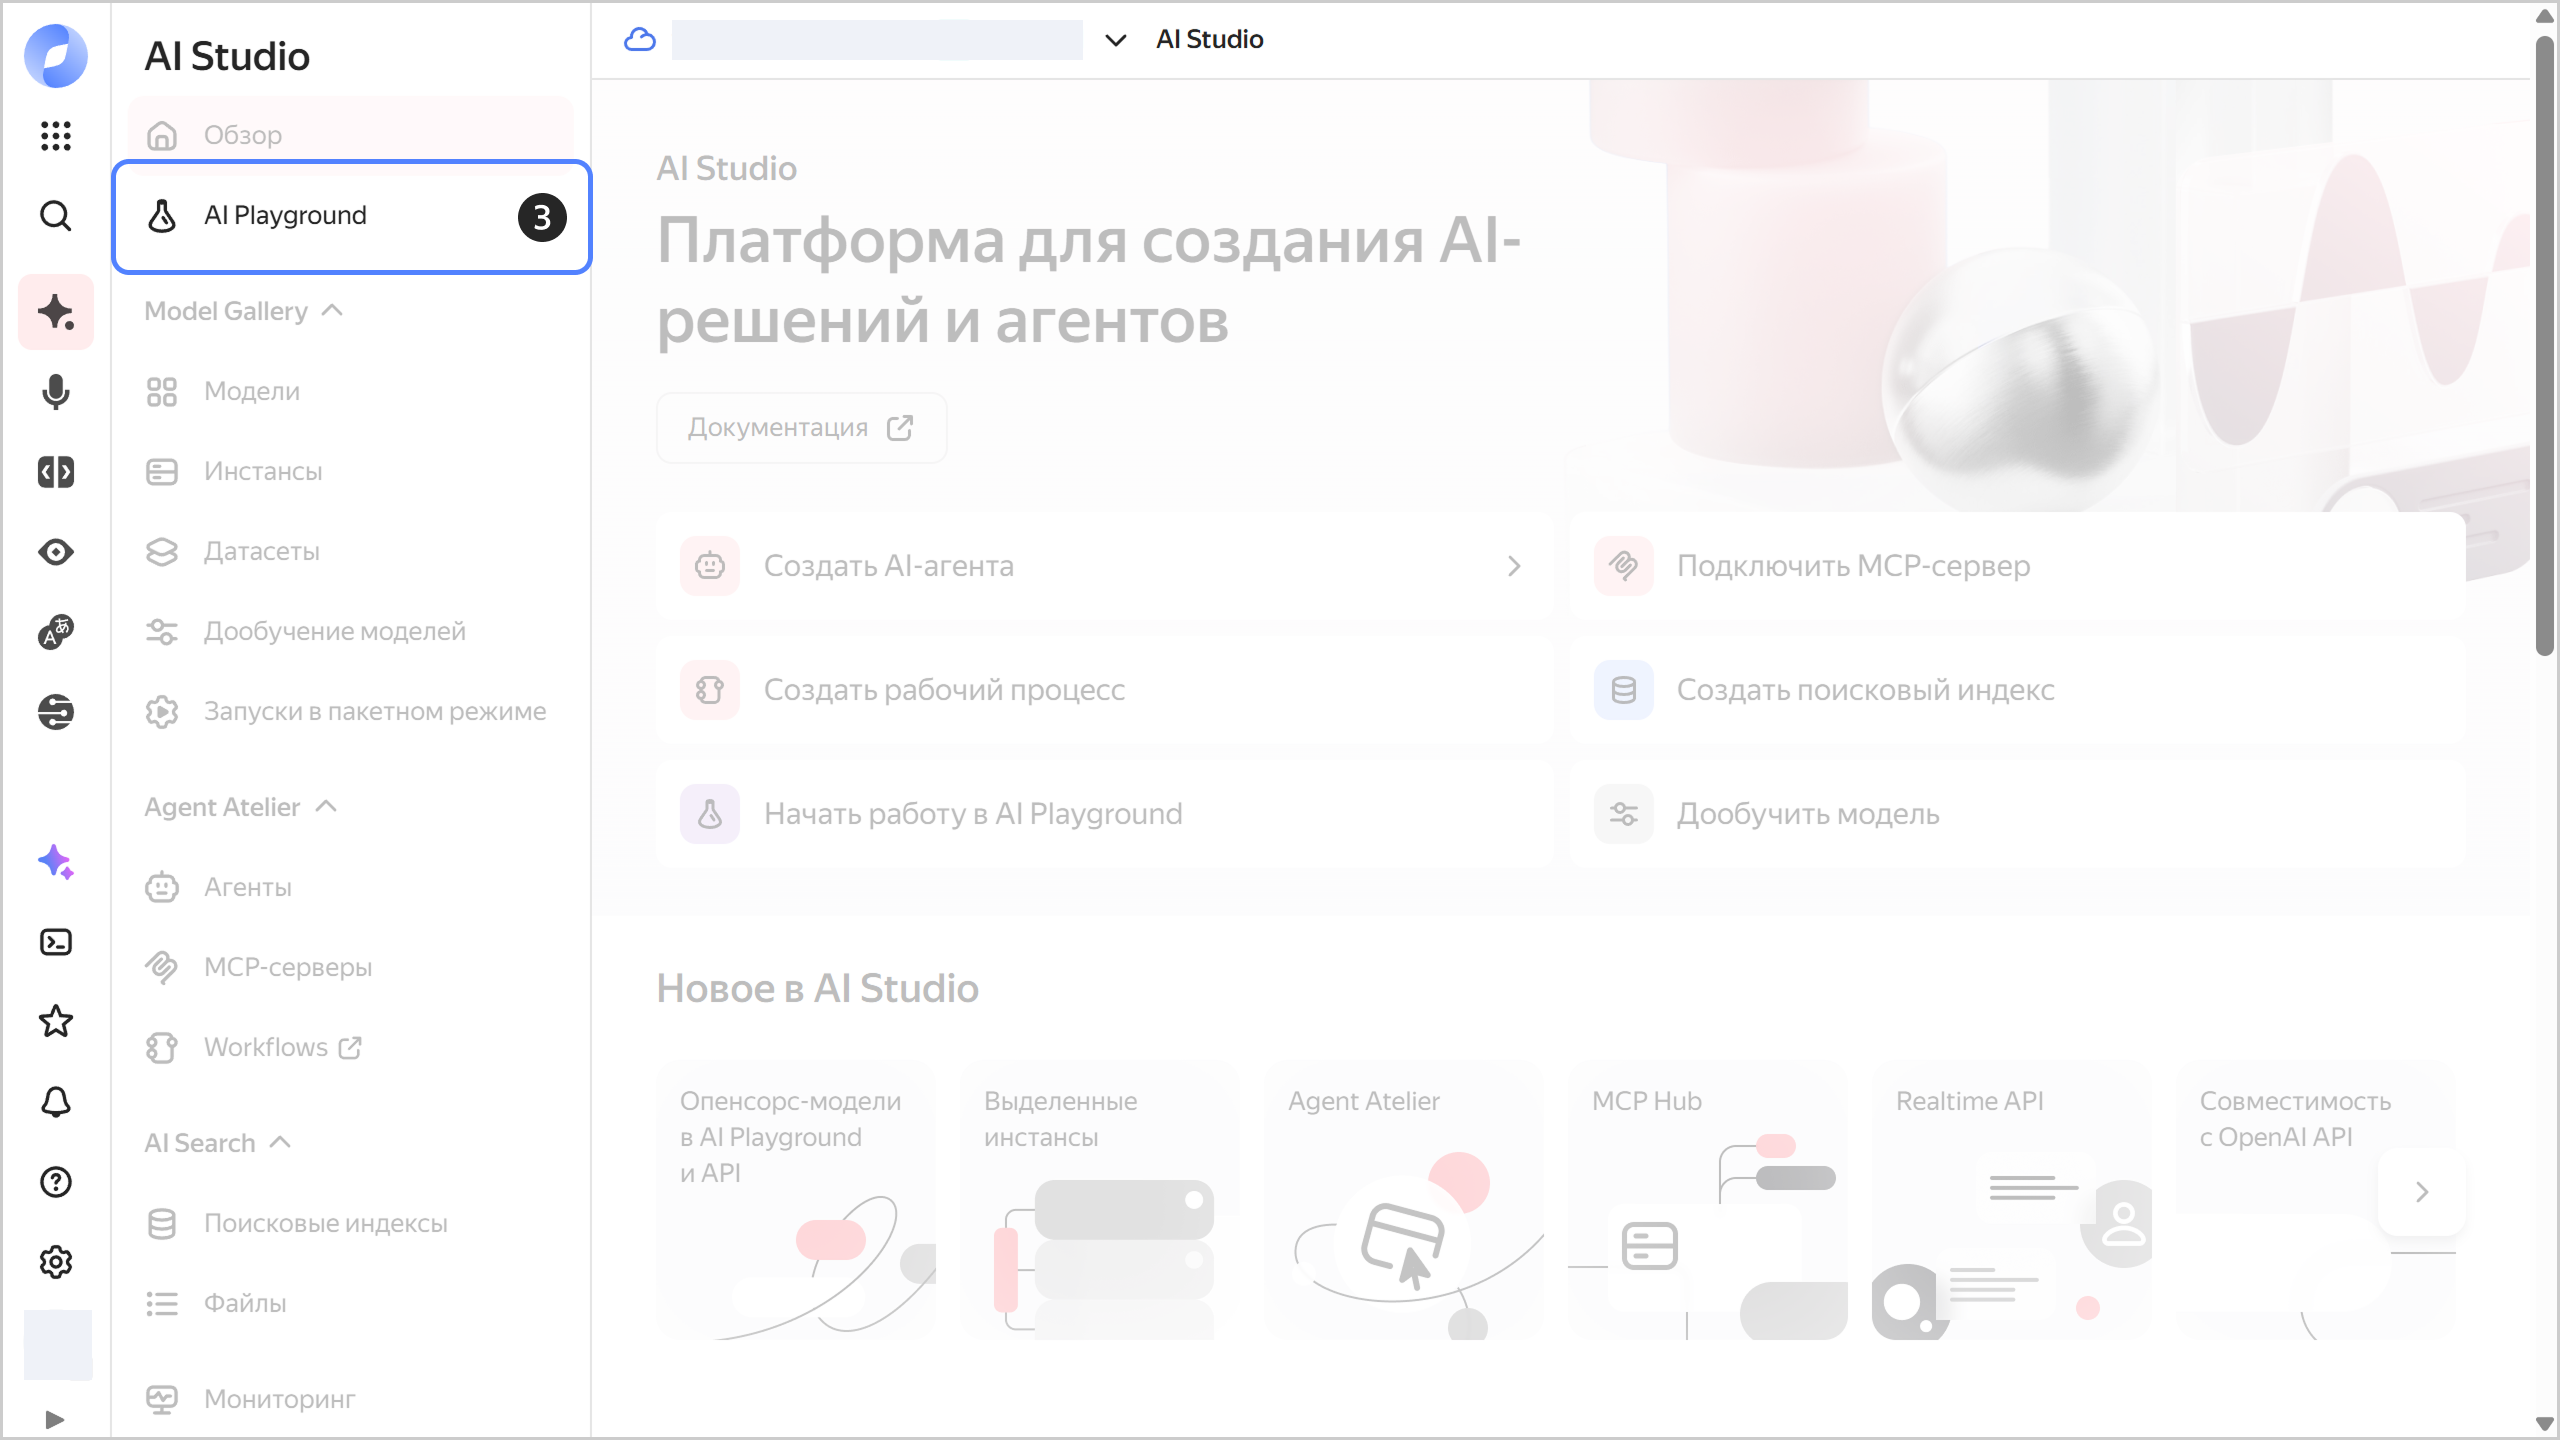 AI Studio
Обзор
AI Playground
3
Model Gallery
Модели
Инстансы
Датасеты
Дообучение моделей
Запуски в пакетном режиме
Agent Atelier
Агенты
MCP-серверы
Workflows
AI Search
Поисковые индексы
Файлы
Мониторинг
AI Studio
AI Studio
Платформа для создания AI-
решений и агентов
Документация
Создать AI-агента
Подключить MCP-сервер
Создать рабочий процесс
Создать поисковый индекс
Начать работу в AI Playground
Дообучить модель
Новое в AI Studio
Опенсорс-модели
в AI Playground
и API
Выделенные
инстансы
Agent Atelier
MCP Hub
Realtime API
Совместимость
с OpenAI API